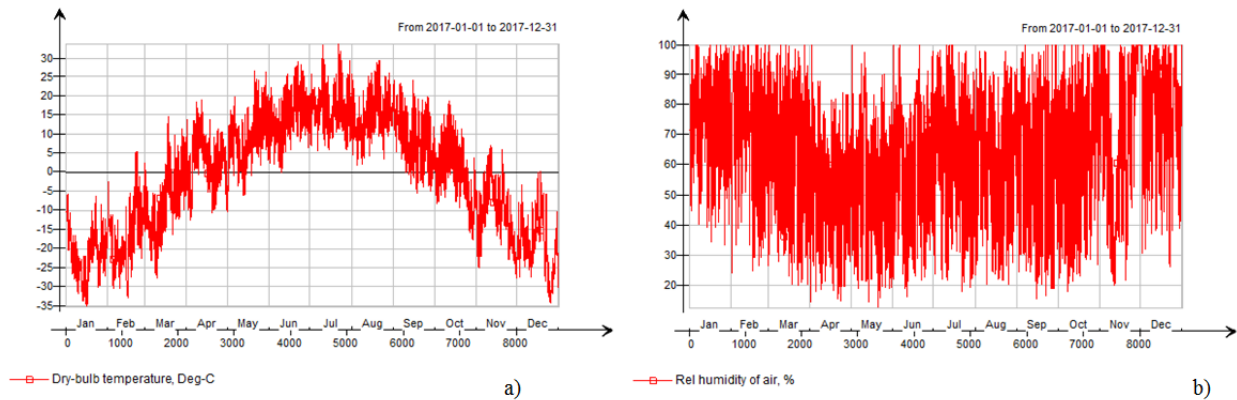 From 2017-01-01 to 2017-12-31
30
25
20
15
10
5
0
-5
-10
-15
-20
-25
-30
-35
Jan Feb Mar Apr May Jun Jul Aug Sep Oct Nov Dec
0 1000 2000 3000 4000 5000 6000 7000 8000
Dry-bulb temperature, Deg-C
a)
From 2017-01-01 to 2017-12-31
100
90
80
70
60
50
40
30
20
Jan Feb Mar Apr May Jun Jul Aug Sep Oct Nov Dec
0 1000 2000 3000 4000 5000 6000 7000 8000
Rel humidity of air, %
b)